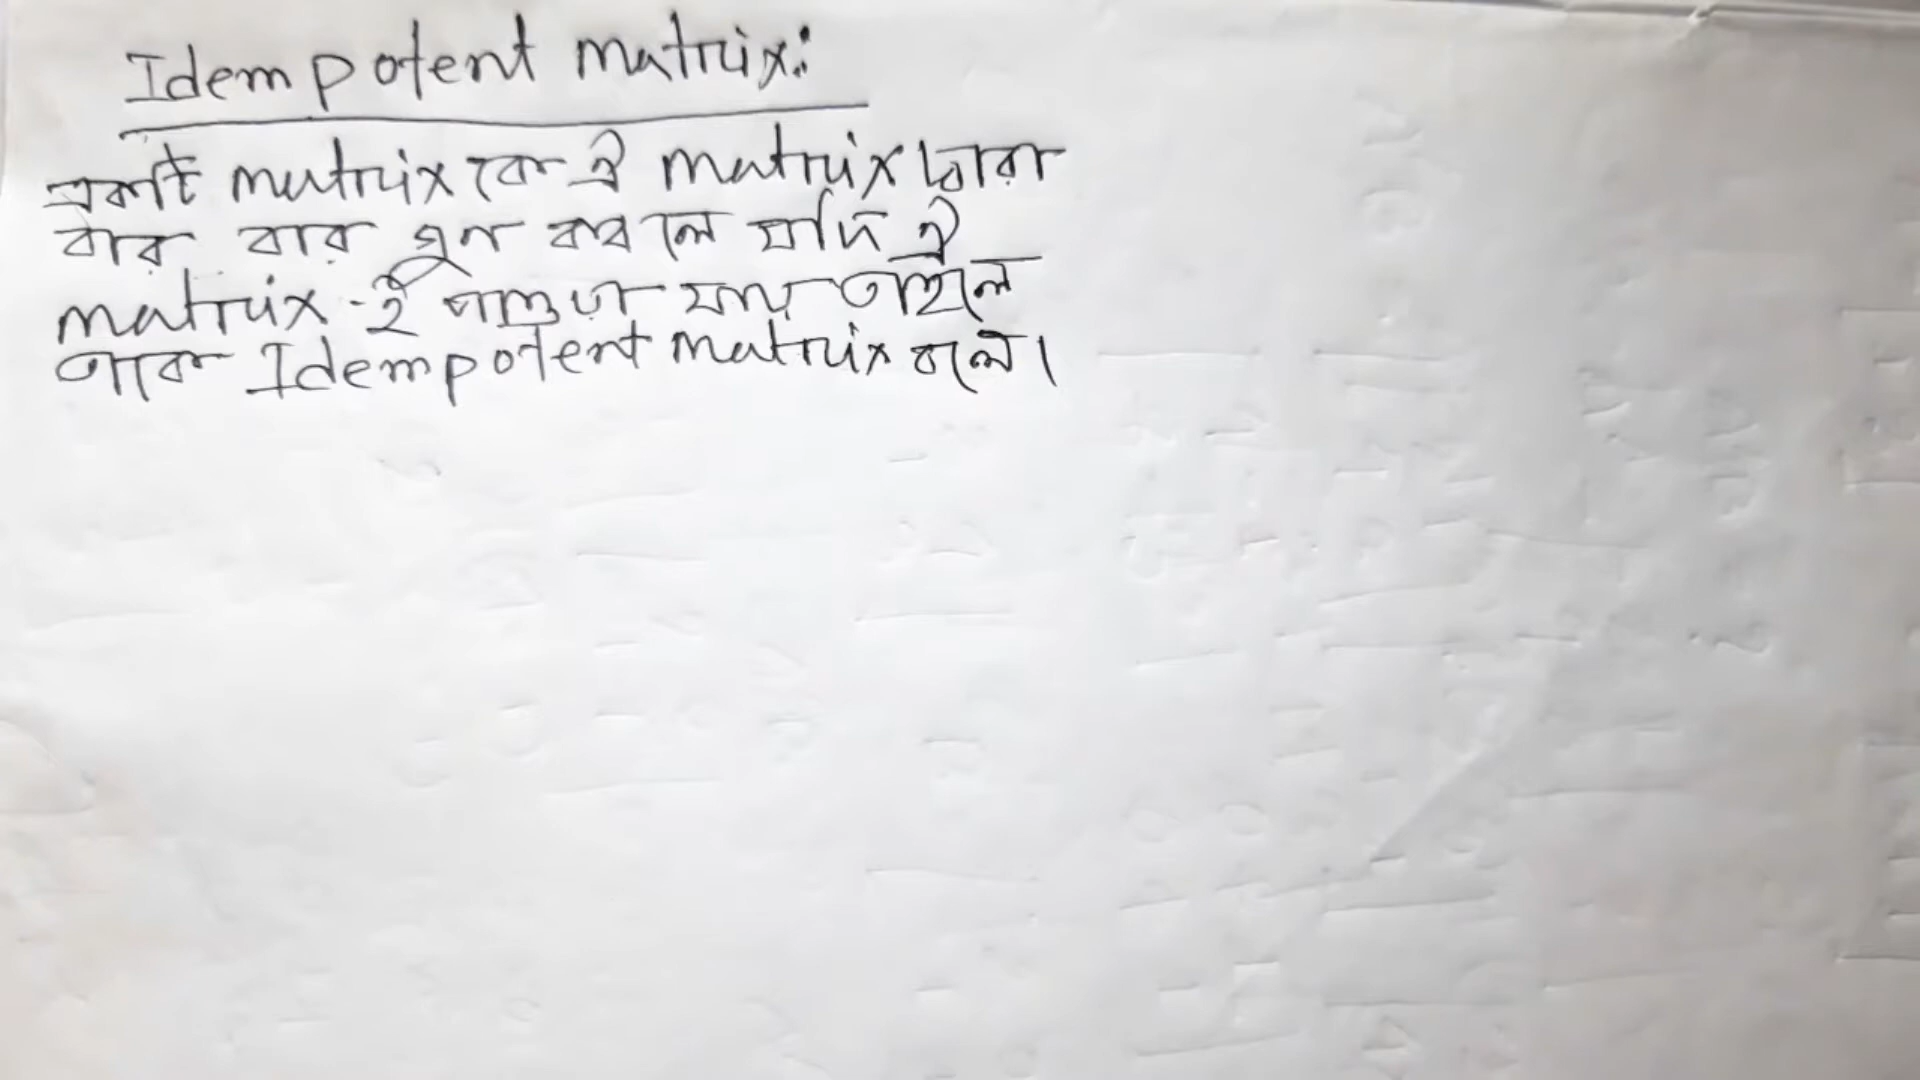 Idempotent matrix:
একটি matrix কে ঐ matrix দ্বারা
বার বার গুন করলে যদি ঐ
matrix-ই পাওয়া যায় তাহলে
তাকে Idempotent matrix বলে।